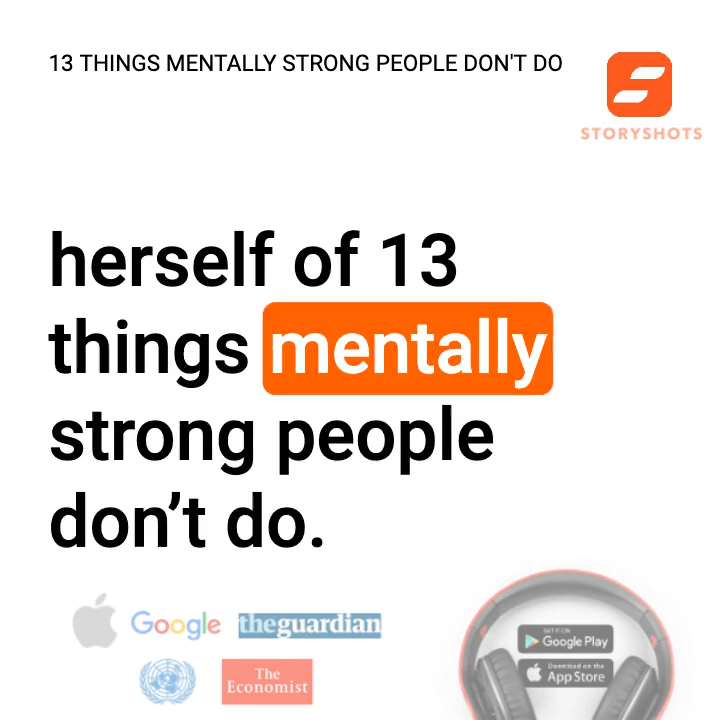 13 THINGS MENTALLY STRONG PEOPLE DON'T DO
STORYSHOTS
herself of 13
things mentally
strong people
don’t do.
Google theguardian
The
Economist
GET IT ON
Google Play
Download on the
App Store